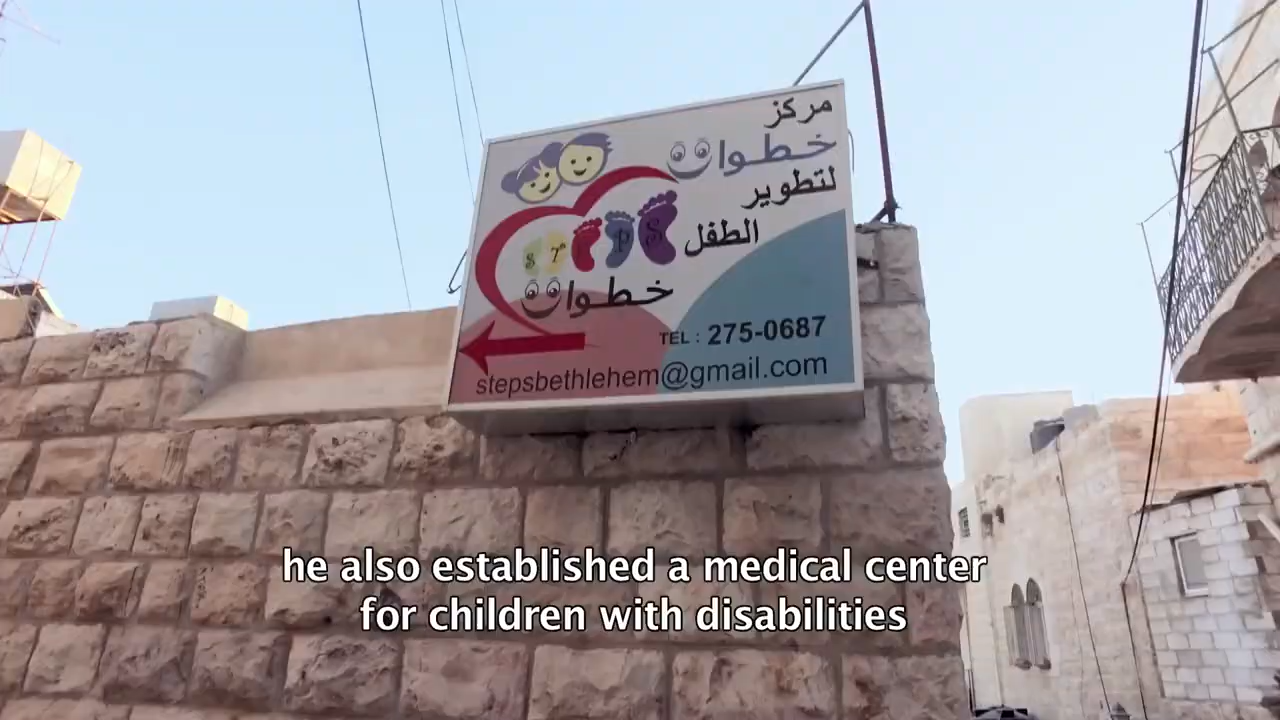 مركز
خطوات
لتطوير
الطفل
STEPS
خطوات
TEL : 275-0687
stepsbethlehem@gmail.com
he also established a medical center
for children with disabilities